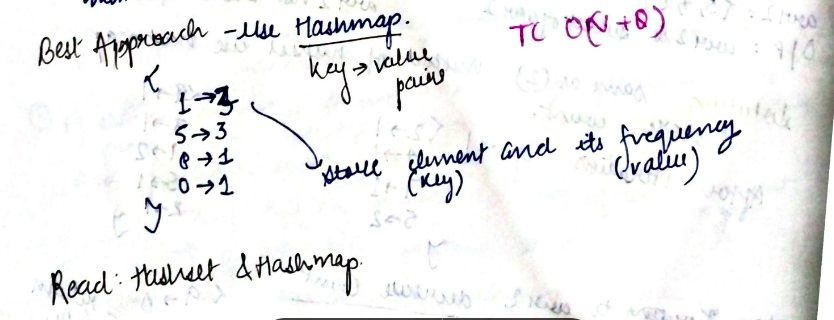 Best Approach - Use Hashmap.
TC O(N+Q)
Key → value
pairs
{
1 →
5 → 3
8 → 1
0 → 1
}
store element and its frequency
(key) (value)
Read: Hashset & Hashmap.